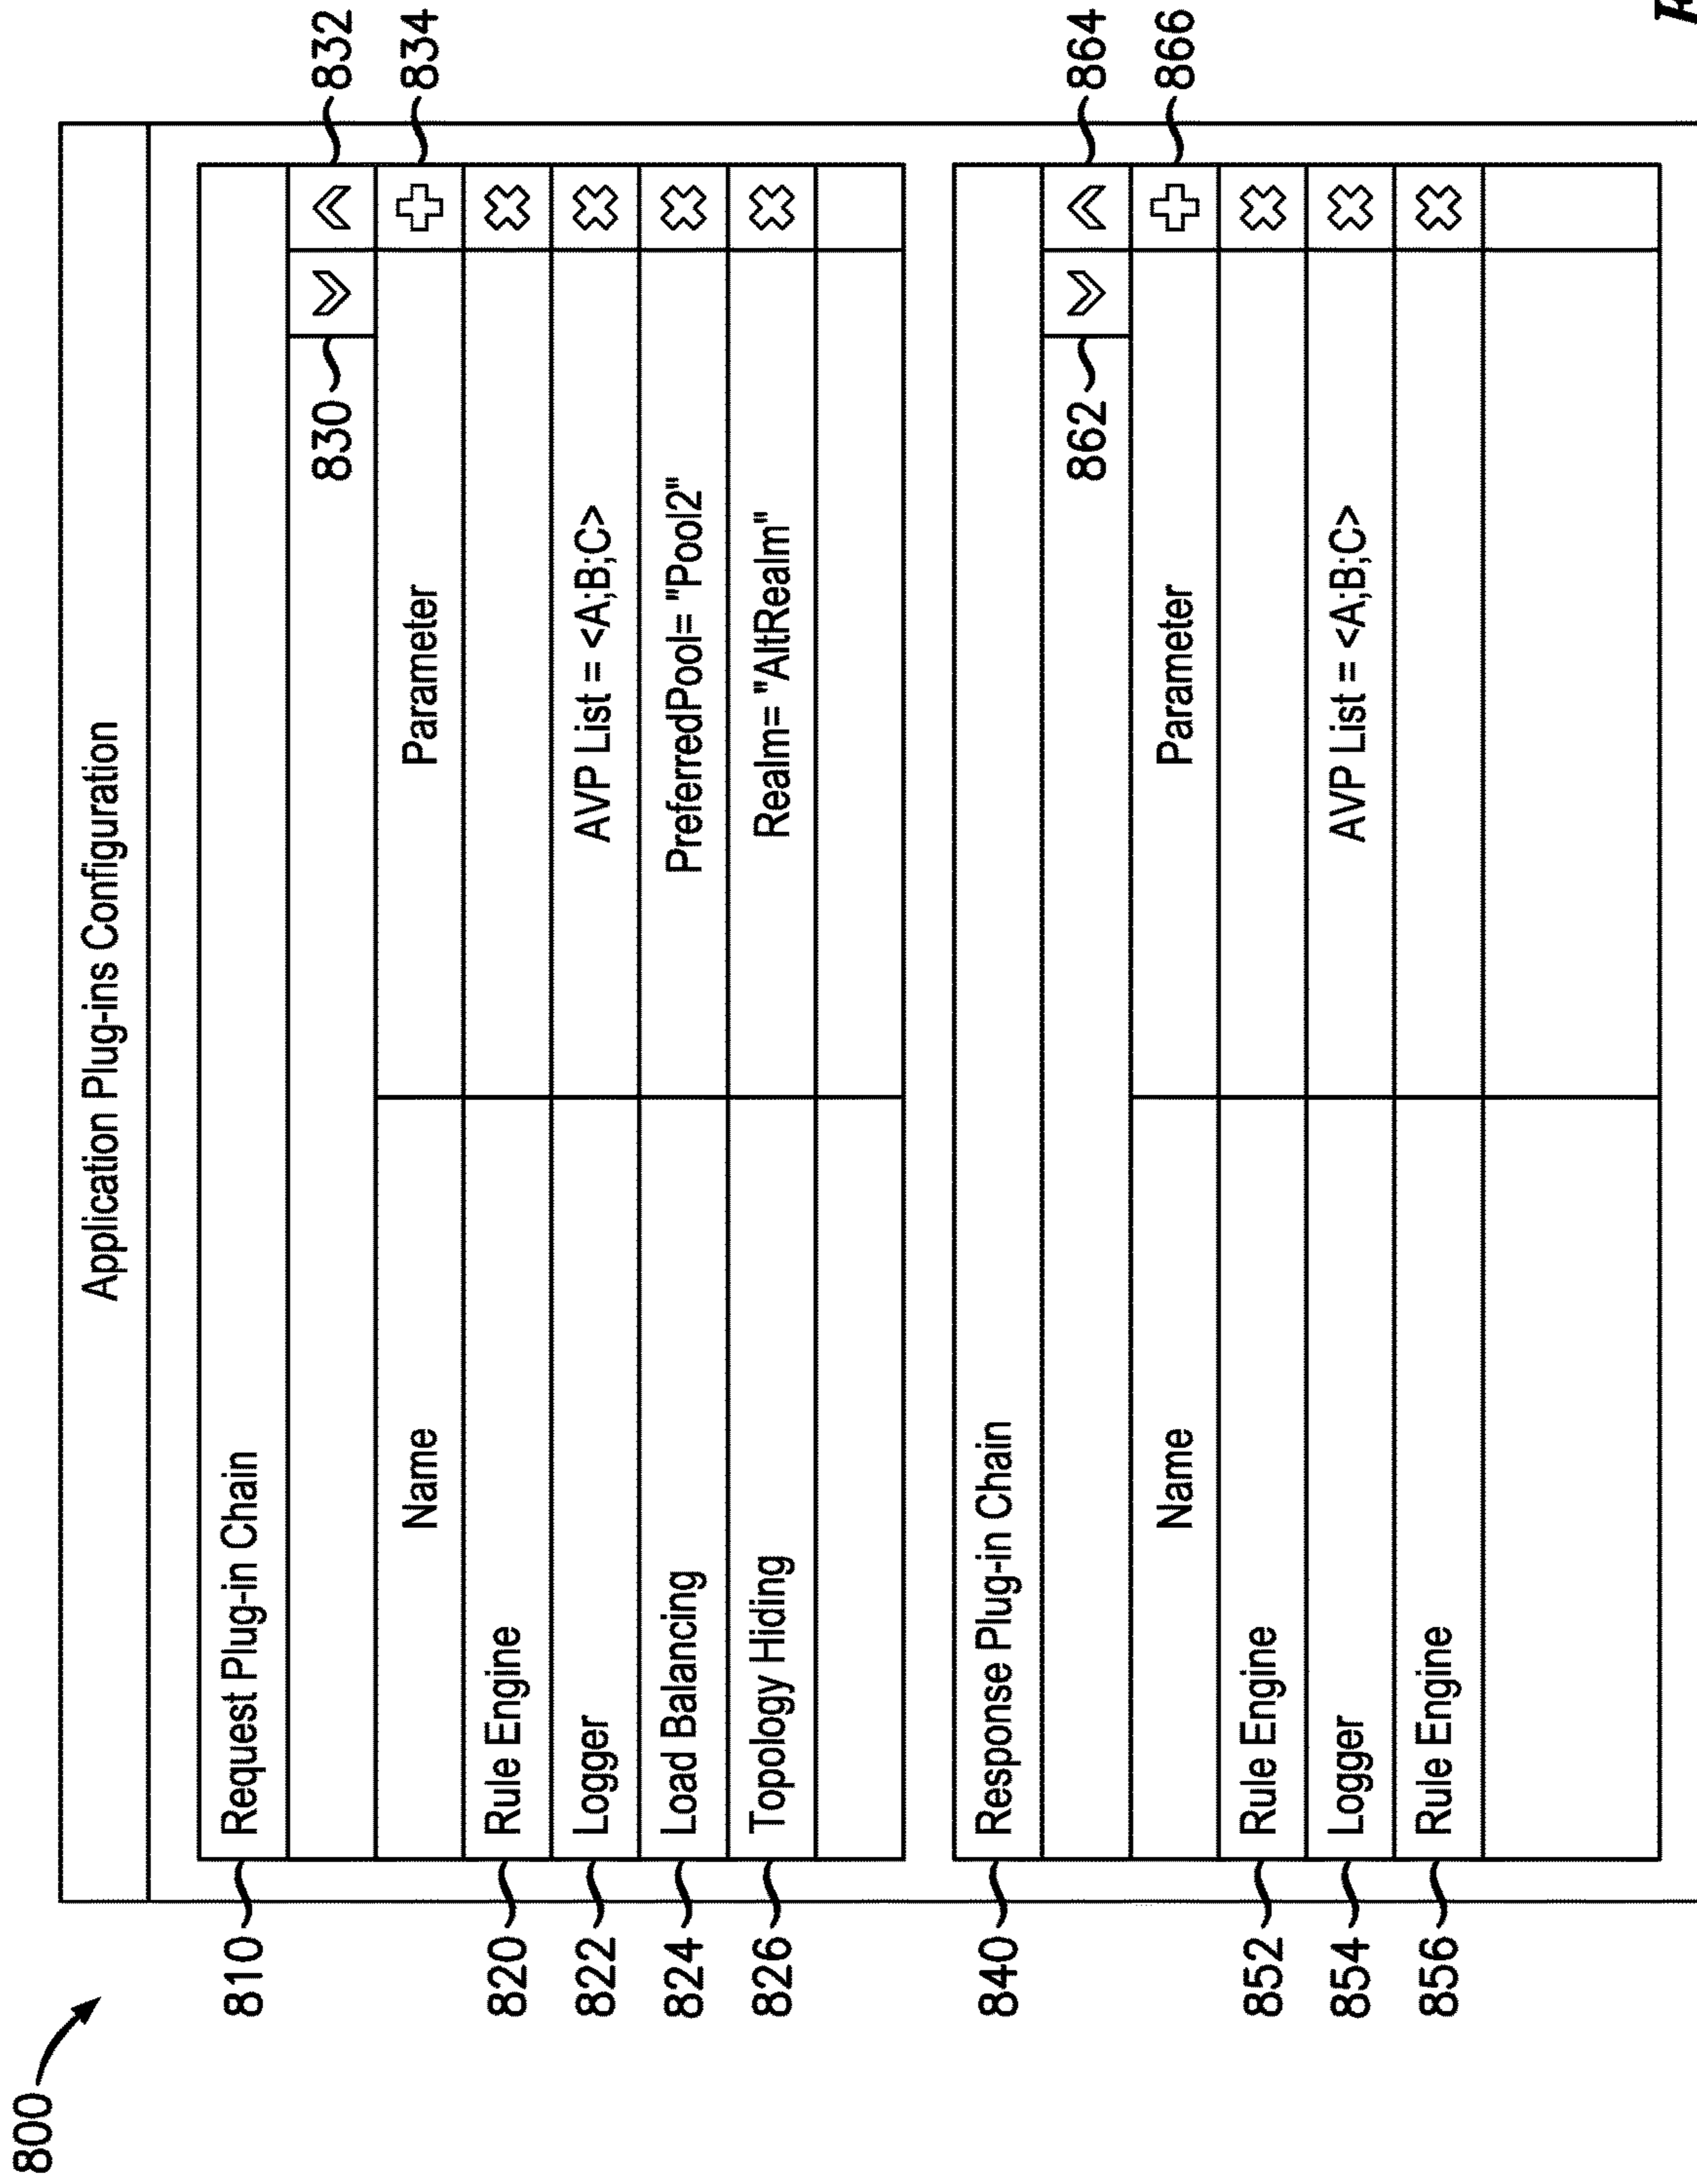 800
Application Plug-ins Configuration
810
Request Plug-in Chain
830
832
Name
Parameter
834
820
Rule Engine
822
Logger
AVP List = <A;B;C>
824
Load Balancing
PreferredPool= "Pool2"
826
Topology Hiding
Realm= "AltRealm"
840
Response Plug-in Chain
862
864
Name
Parameter
866
852
Rule Engine
854
Logger
AVP List = <A;B;C>
856
Rule Engine